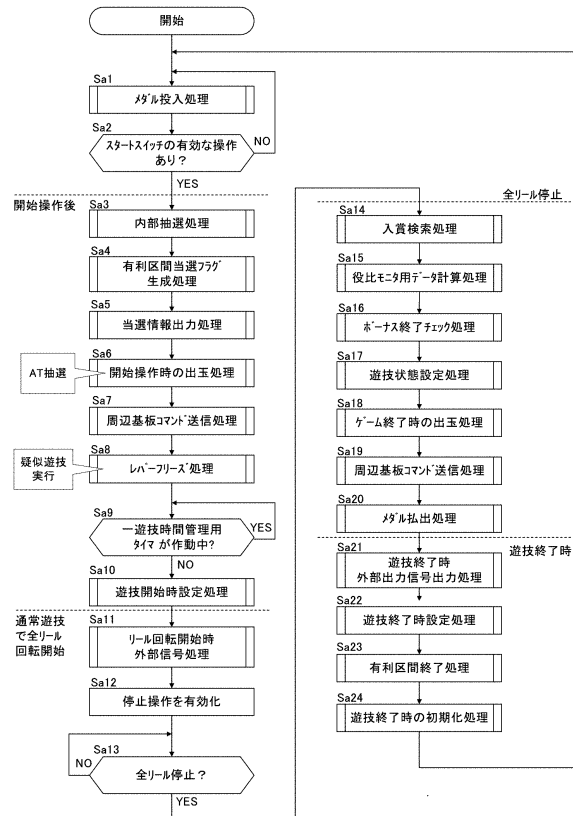 開始
Sa1
メダル投入処理
Sa2
スタートスイッチの有効な操作
あり?
NO
YES
開始操作後
Sa3
内部抽選処理
Sa4
有利区間当選フラグ
生成処理
Sa5
当選情報出力処理
Sa6
AT抽選
開始操作時の出玉処理
Sa7
周辺基板コマンド送信処理
Sa8
疑似遊技
実行
レバーフリーズ処理
Sa9
一遊技時間管理用
タイマ が作動中?
YES
NO
Sa10
遊技開始時設定処理
通常遊技
で全リール
回転開始
Sa11
リール回転開始時
外部信号処理
Sa12
停止操作を有効化
Sa13
NO
全リール停止?
YES
全リール停止
Sa14
入賞検索処理
Sa15
役比モニタ用データ計算処理
Sa16
ボーナス終了チェック処理
Sa17
遊技状態設定処理
Sa18
ゲーム終了時の出玉処理
Sa19
周辺基板コマンド送信処理
Sa20
メダル払出処理
遊技終了時
Sa21
遊技終了時
外部出力信号出力処理
Sa22
遊技終了時設定処理
Sa23
有利区間終了処理
Sa24
遊技終了時の初期化処理